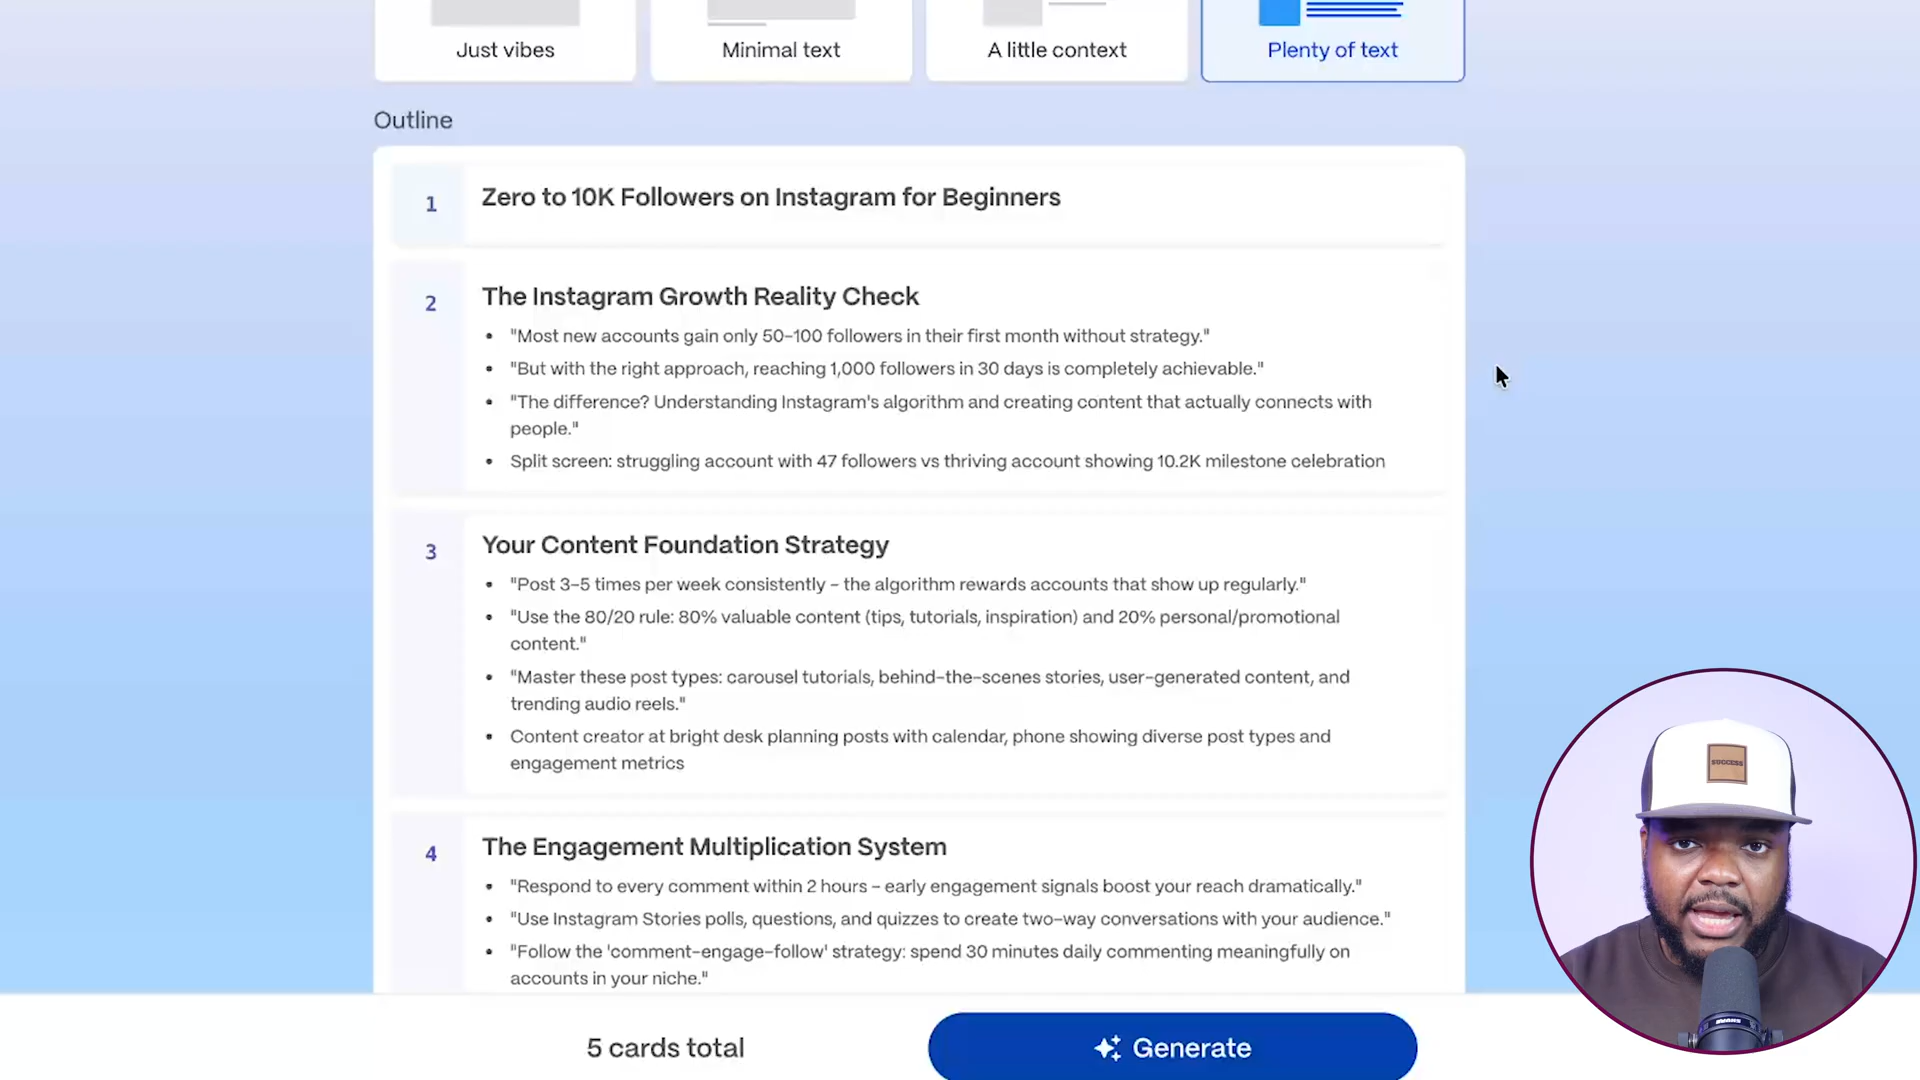 Just vibes
Minimal text
A little context
Plenty of text
Outline
1
Zero to 10K Followers on Instagram for Beginners
2
The Instagram Growth Reality Check
• "Most new accounts gain only 50–100 followers in their first month without strategy."
• "But with the right approach, reaching 1,000 followers in 30 days is completely achievable."
• "The difference? Understanding Instagram's algorithm and creating content that actually connects with
people."
• Split screen: struggling account with 47 followers vs thriving account showing 10.2K milestone celebration
3
Your Content Foundation Strategy
• "Post 3–5 times per week consistently – the algorithm rewards accounts that show up regularly."
• "Use the 80/20 rule: 80% valuable content (tips, tutorials, inspiration) and 20% personal/promotional
content."
• "Master these post types: carousel tutorials, behind-the-scenes stories, user-generated content, and
trending audio reels."
• Content creator at bright desk planning posts with calendar, phone showing diverse post types and
engagement metrics
4
The Engagement Multiplication System
• "Respond to every comment within 2 hours – early engagement signals boost your reach dramatically."
• "Use Instagram Stories polls, questions, and quizzes to create two-way conversations with your audience."
• "Follow the 'comment-engage-follow' strategy: spend 30 minutes daily commenting meaningfully on
accounts in your niche."
5 cards total
Generate
SUCCESS